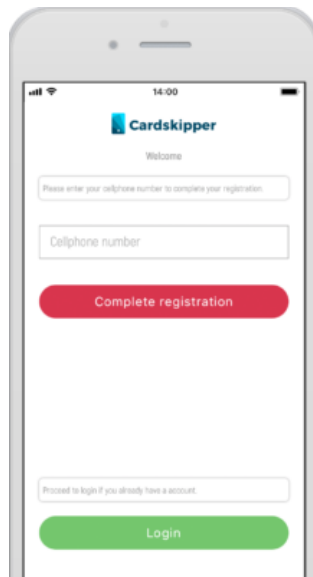 14:00
Cardskipper
Welcome
Please enter your cellphone number to complete your registration.
Cellphone number
Complete registration
Proceed to login if you already have a account
Login